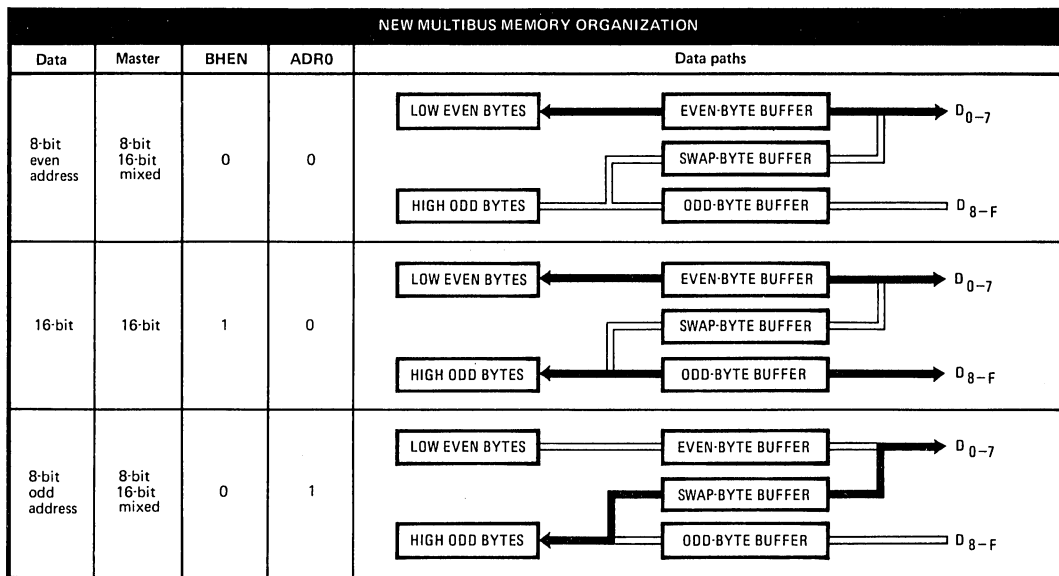 NEW MULTIBUS MEMORY ORGANIZATION
Data Master BHEN ADR0 Data paths
LOW EVEN BYTES EVEN-BYTE BUFFER D0–7
8-bit even address
8-bit 16-bit mixed
0 0
SWAP-BYTE BUFFER
HIGH ODD BYTES ODD-BYTE BUFFER D8–F
LOW EVEN BYTES EVEN-BYTE BUFFER D0–7
16-bit 16-bit 1 0
SWAP-BYTE BUFFER
HIGH ODD BYTES ODD-BYTE BUFFER D8–F
LOW EVEN BYTES EVEN-BYTE BUFFER D0–7
8-bit odd address
8-bit 16-bit mixed
0 1
SWAP-BYTE BUFFER
HIGH ODD BYTES ODD-BYTE BUFFER D8–F